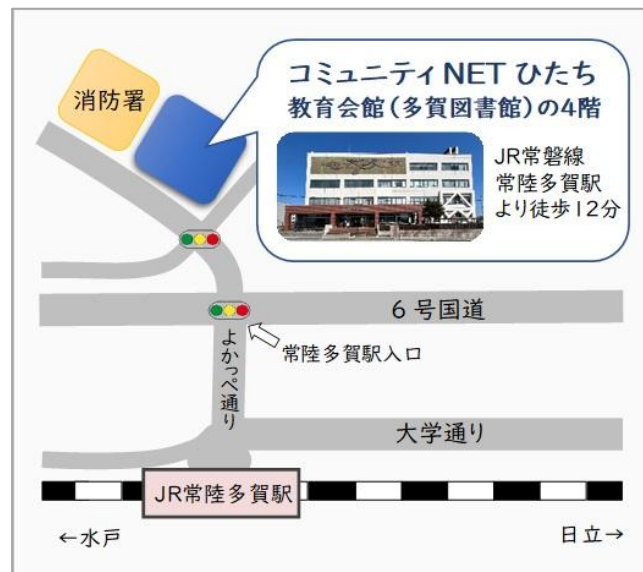 消防署
コミュニティNET ひたち
教育会館(多賀図書館)の4階
JR常磐線
常陸多賀駅
より徒歩12分
6号国道
常陸多賀駅入口
よかっぺ通り
大学通り
JR常陸多賀駅
←水戸
日立→